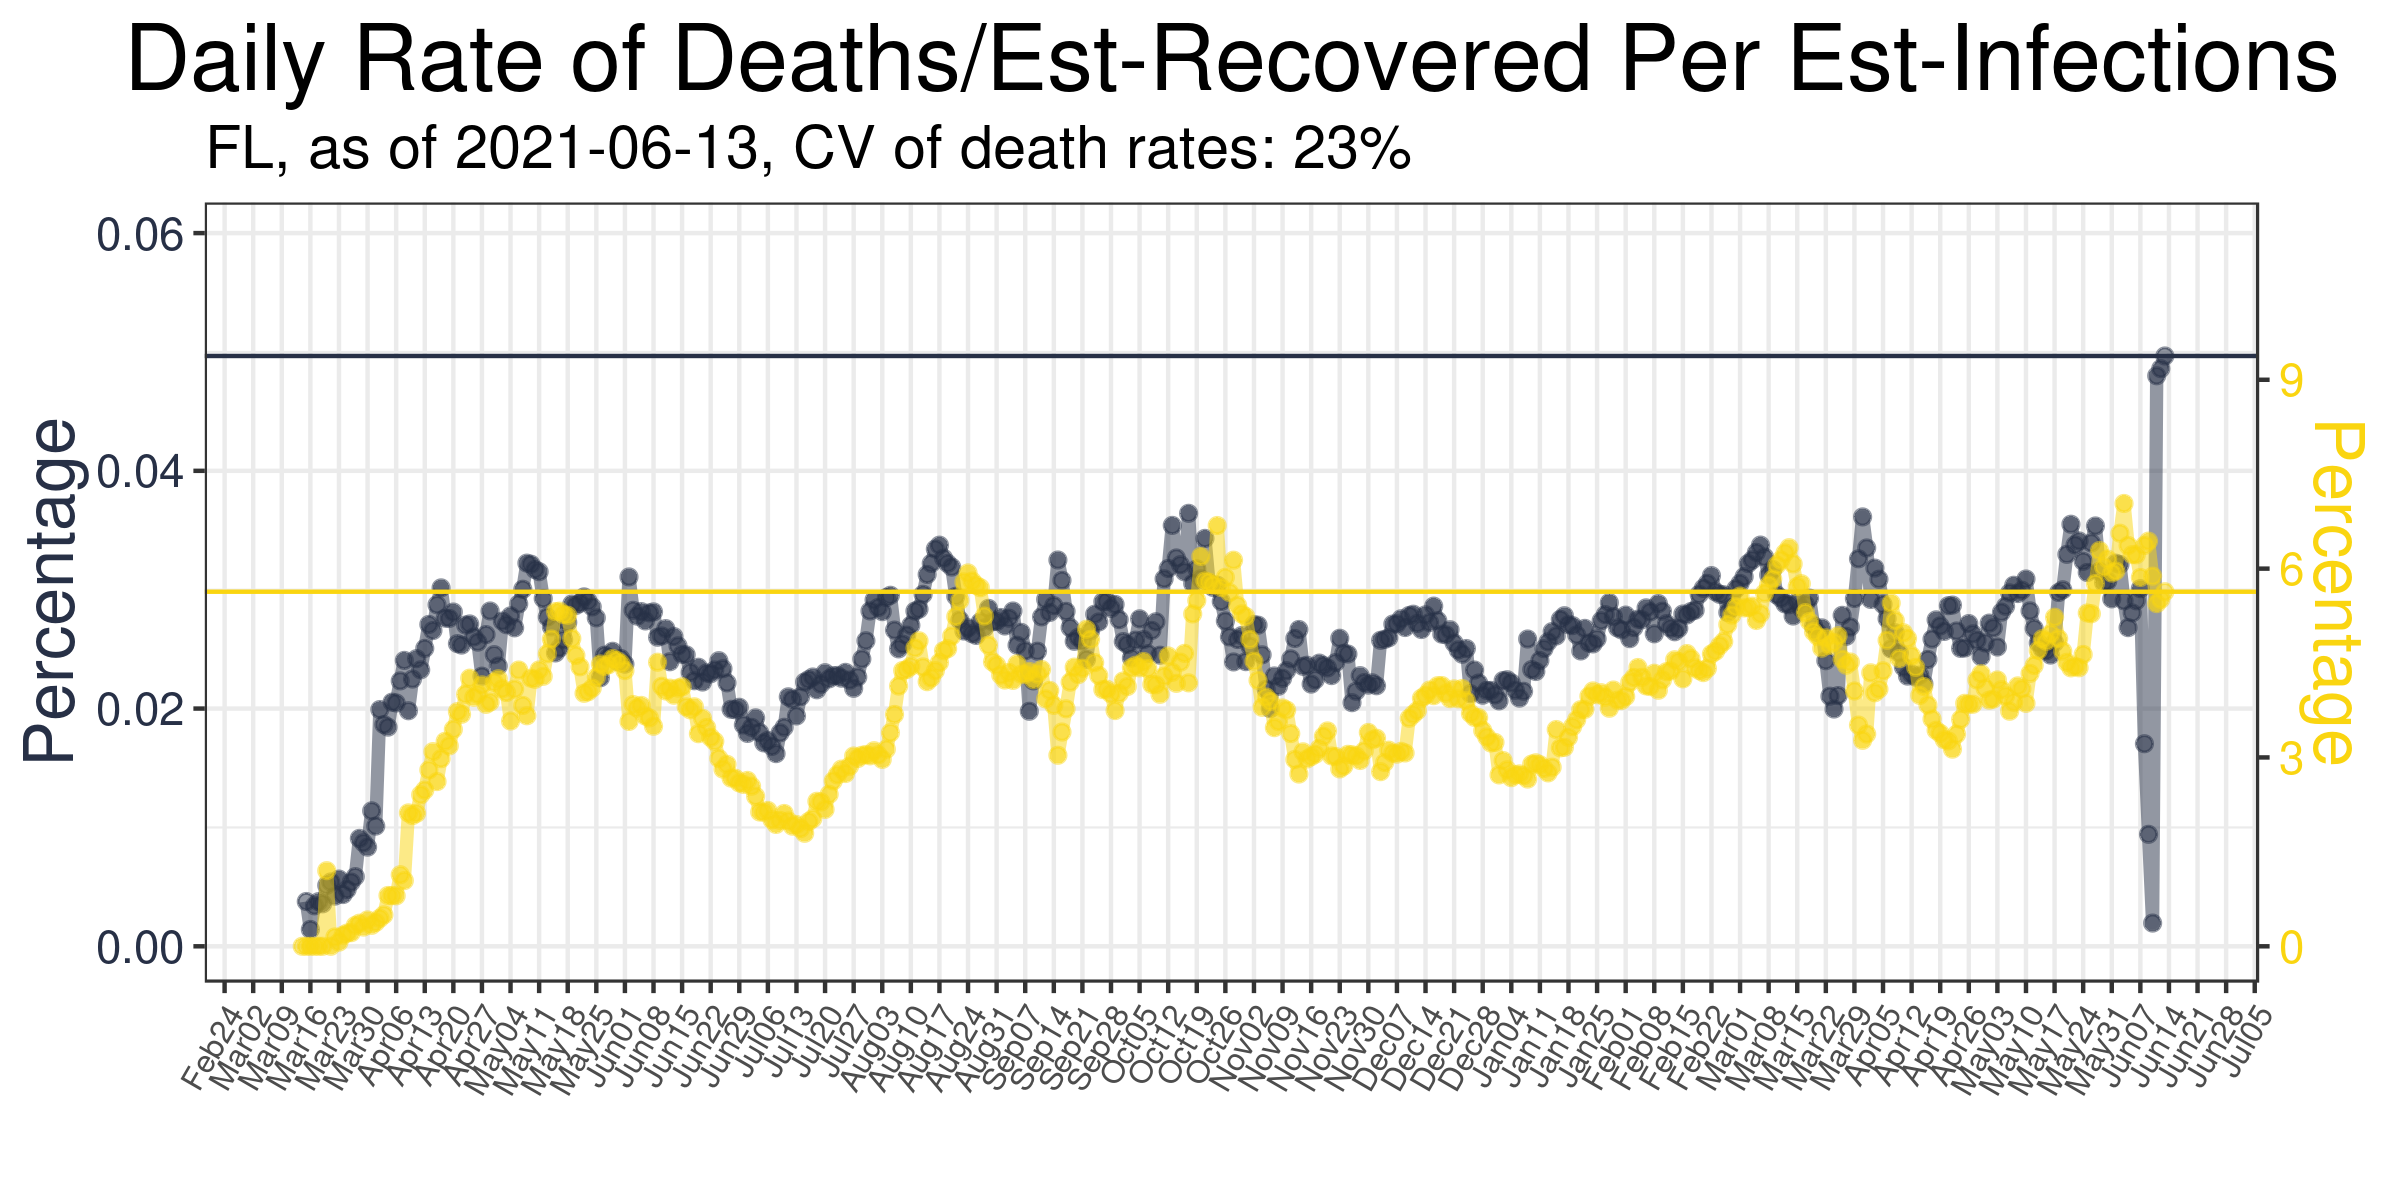 Daily Rate of Deaths/Est-Recovered Per Est-Infections
FL, as of 2021-06-13, CV of death rates: 23%
Percentage
0.06
0.04
0.02
0.00
9
6
3
0
Percentage
Feb24
Mar02
Mar09
Mar16
Mar23
Mar30
Apr06
Apr13
Apr20
Apr27
May04
May11
May18
May25
Jun01
Jun08
Jun15
Jun22
Jun29
Jul06
Jul13
Jul20
Jul27
Aug03
Aug10
Aug17
Aug24
Aug31
Sep07
Sep14
Sep21
Sep28
Oct05
Oct12
Oct19
Oct26
Nov02
Nov09
Nov16
Nov23
Nov30
Dec07
Dec14
Dec21
Dec28
Jan04
Jan11
Jan18
Jan25
Feb01
Feb08
Feb15
Feb22
Mar01
Mar08
Mar15
Mar22
Mar29
Apr05
Apr12
Apr19
Apr26
May03
May10
May17
May24
May31
Jun07
Jun14
Jun21
Jun28
Jul05